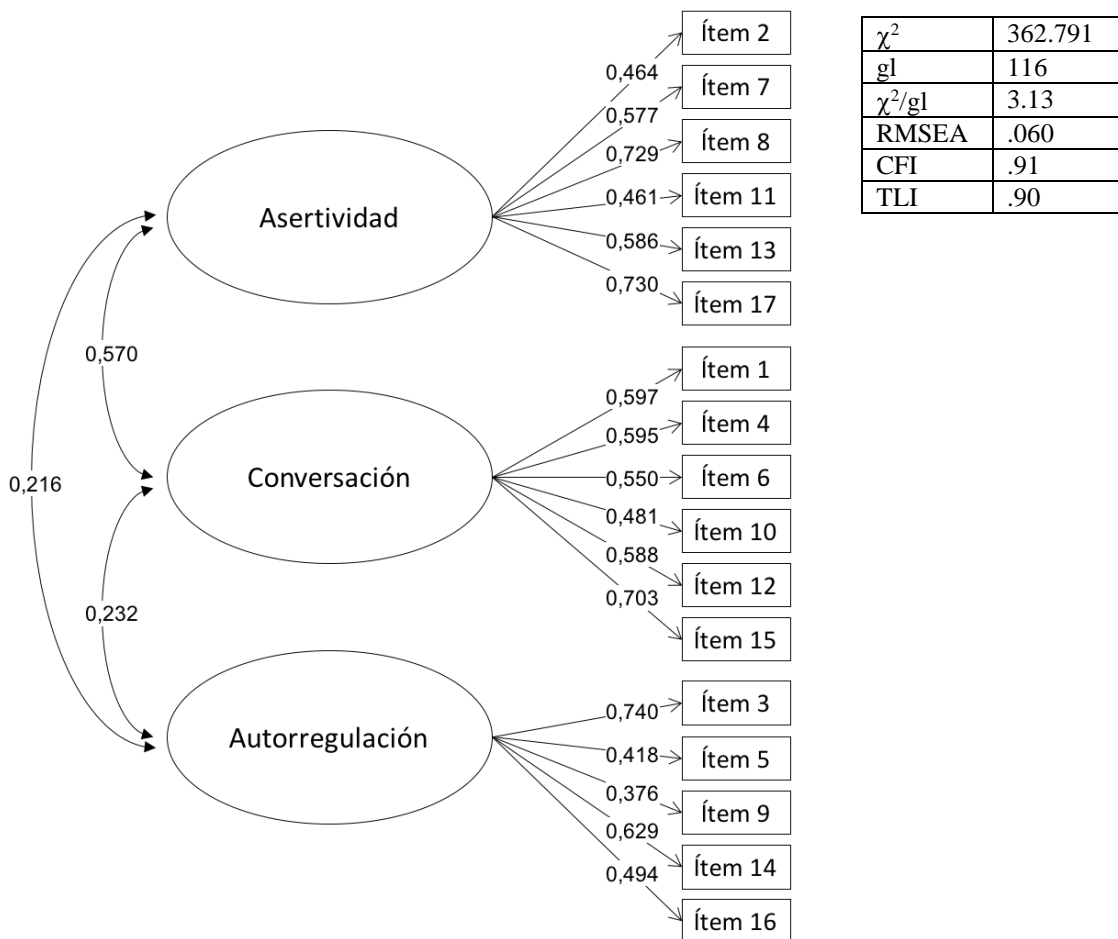 Ítem 2
0,464
Ítem 7
0,577
Ítem 8
0,729
Asertividad
Ítem 11
0,461
Ítem 13
0,586
Ítem 17
0,730
χ² 362.791
gl 116
χ²/gl 3.13
RMSEA .060
CFI .91
TLI .90
0,570
0,216
0,232
Conversación
Ítem 1
0,597
Ítem 4
0,595
Ítem 6
0,550
Ítem 10
0,481
Ítem 12
0,588
Ítem 15
0,703
Autorregulación
Ítem 3
0,740
Ítem 5
0,418
Ítem 9
0,376
Ítem 14
0,629
Ítem 16
0,494